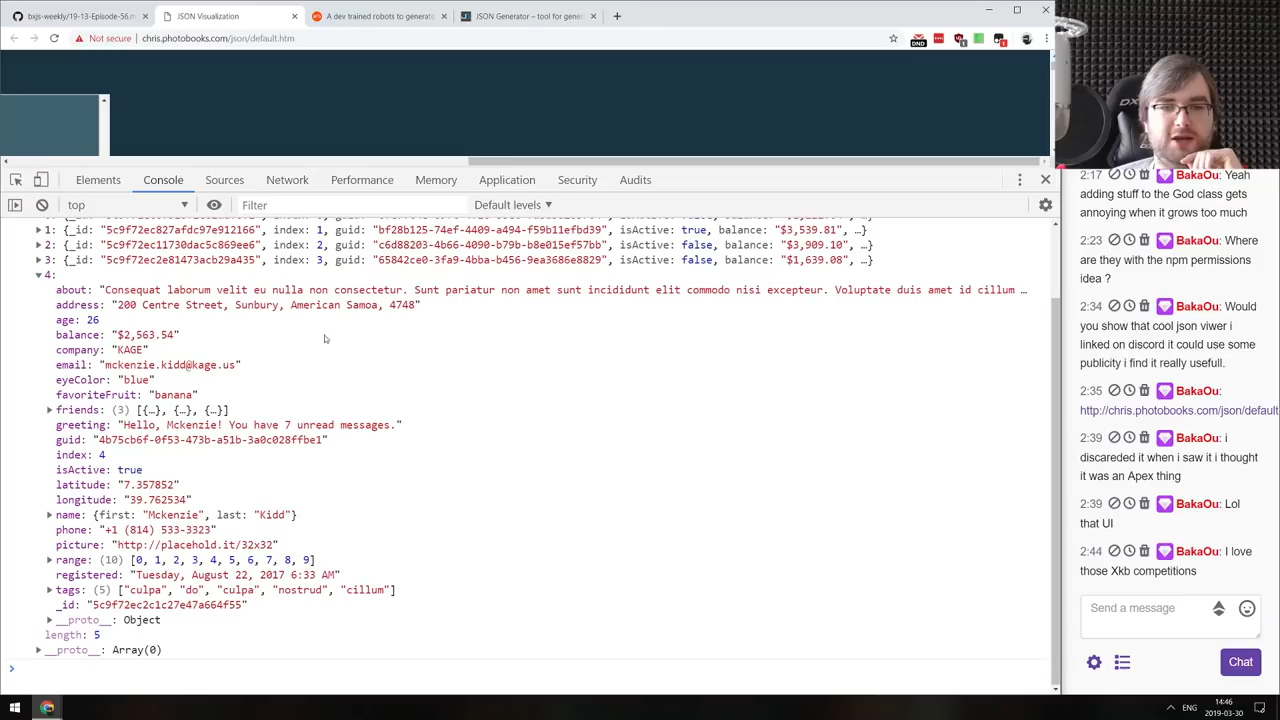 bxjs-weekly/19-13-Episode-56.m
JSON Visualization
A dev trained robots to generate
JSON Generator – tool for gene
Not secure
chris.photobooks.com/json/default.htm
DND
Elements
Console
Sources
Network
Performance
Memory
Application
Security
Audits
top
Filter
Default levels
1: {_id: "5c9f72ec827afdc97e912166", index: 1, guid: "bf28b125-74ef-4409-a494-f59b11efbd39", isActive: true, balance: "$3,539.81", …}
2: {_id: "5c9f72ec11730dac5c869ee6", index: 2, guid: "c6d88203-4b66-4090-b79b-b8e015ef57bb", isActive: false, balance: "$3,909.10", …}
3: {_id: "5c9f72ec2e81473acb29a435", index: 3, guid: "65842ce0-3fa9-4bba-b456-9ea3686e8829", isActive: false, balance: "$1,639.08", …}
4:
about: "Consequat laborum velit eu nulla non consectetur. Sunt pariatur non amet sunt incididunt elit commodo nisi excepteur. Voluptate duis amet id cillum …
address: "200 Centre Street, Sunbury, American Samoa, 4748"
age: 26
balance: "$2,563.54"
company: "KAGE"
email: "mckenzie.kidd@kage.us"
eyeColor: "blue"
favoriteFruit: "banana"
friends: (3) [{…}, {…}, {…}]
greeting: "Hello, Mckenzie! You have 7 unread messages."
guid: "4b75cb6f-0f53-473b-a51b-3a0c028ffbe1"
index: 4
isActive: true
latitude: "7.357852"
longitude: "39.762534"
name: {first: "Mckenzie", last: "Kidd"}
phone: "+1 (814) 533-3323"
picture: "http://placehold.it/32x32"
range: (10) [0, 1, 2, 3, 4, 5, 6, 7, 8, 9]
registered: "Tuesday, August 22, 2017 6:33 AM"
tags: (5) ["culpa", "do", "culpa", "nostrud", "cillum"]
_id: "5c9f72ec2c1c27e47a664f55"
__proto__: Object
length: 5
__proto__: Array(0)
2:17 BakaOu: Yeah
adding stuff to the God class gets
annoying when it grows too much
2:23 BakaOu: Where
are they with the npm permissions
idea ?
2:34 BakaOu: Would
you show that cool json viwer i
linked on discord it could use some
publicity i find it really usefull.
2:35 BakaOu:
http://chris.photobooks.com/json/default
2:39 BakaOu: i
discareded it when i saw it i thought
it was an Apex thing
2:39 BakaOu: Lol
that UI
2:44 BakaOu: I love
those Xkb competitions
Send a message
Chat
ENG
14:46
2019-03-30